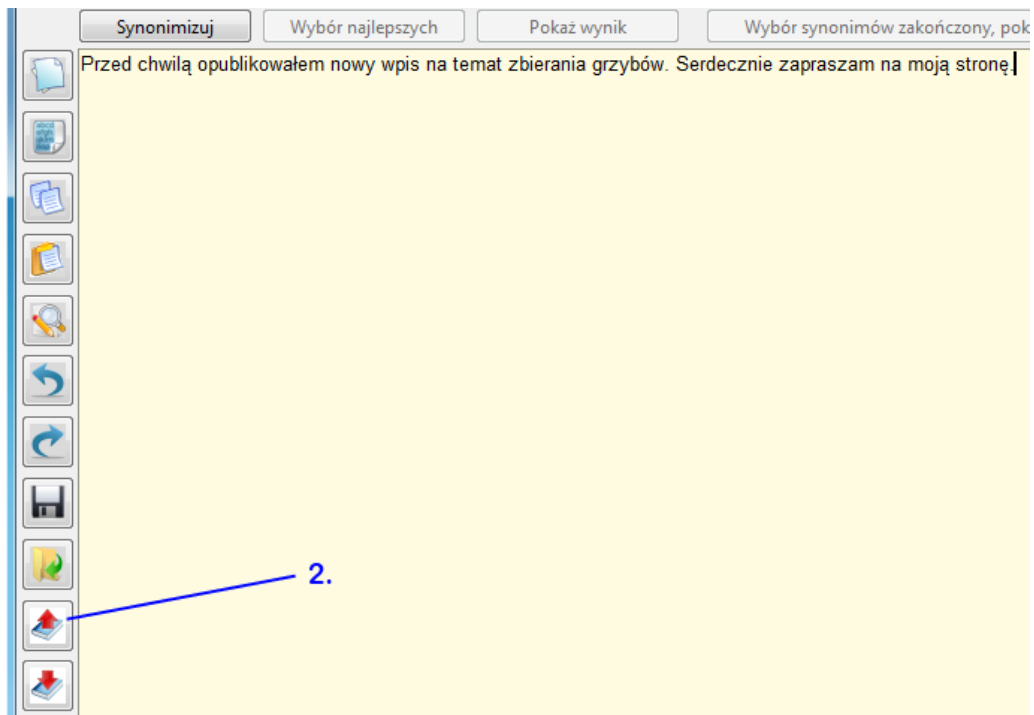 Synonimizuj
Wybór najlepszych
Pokaż wynik
Wybór synonimów zakończony, pok
Przed chwilą opublikowałem nowy wpis na temat zbierania grzybów. Serdecznie zapraszam na moją stronę.
2.